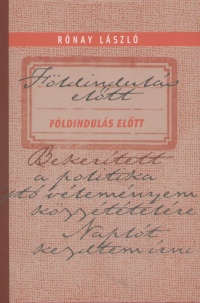 RÓNAY LÁSZLÓ
Földindulás
előtt
FÖLDINDULÁS ELŐTT
Bekerített
a politika
véleményem
közzétételére
Naplót
kezdtem írni